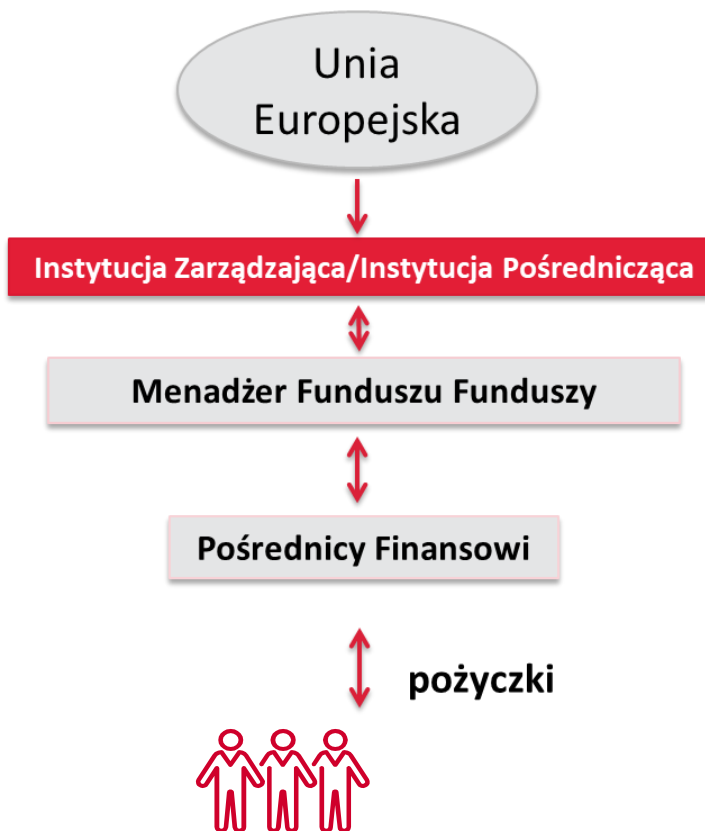 Unia
Europejska
Instytucja Zarządzająca/Instytucja Pośrednicząca
Menadżer Funduszu Funduszy
Pośrednicy Finansowi
pożyczki